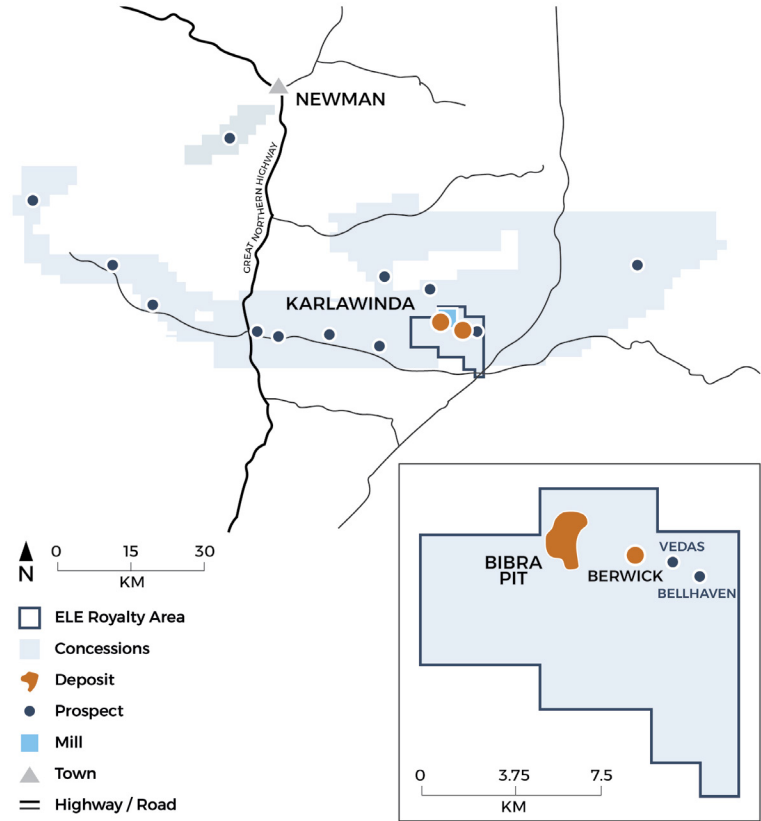 NEWMAN
GREAT NORTHERN HIGHWAY
KARLAWINDA
N
0 15 30
KM
ELE Royalty Area
Concessions
Deposit
Prospect
Mill
Town
Highway / Road
BIBRA
PIT
BERWICK
VEDAS
BELLHAVEN
0 3.75 7.5
KM